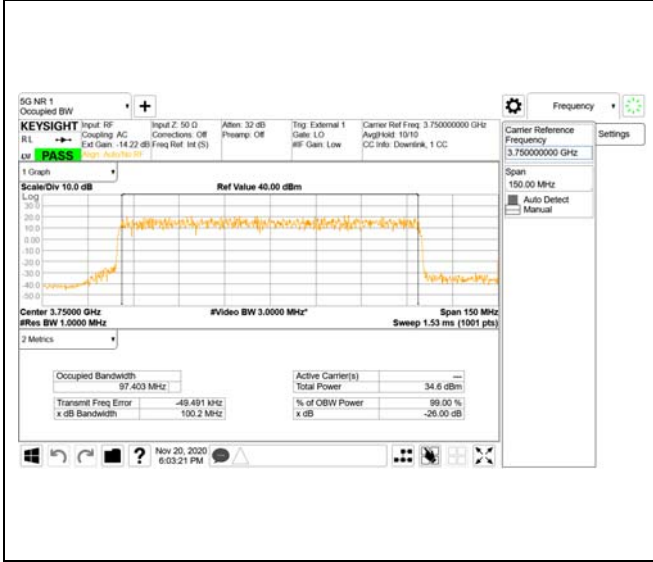 5G NR 1
Occupied BW
Frequency
KEYSIGHT
Input: RF
Coupling: AC
Ext Gain: -14.22 dB
Align: Auto/No RF
Input Z: 50 Ω
Corrections: Off
Freq Ref: Int (S)
Atten: 32 dB
Preamp: Off
Trig: External 1
Gate: LO
#IF Gain: Low
Carrier Ref Freq: 3.750000000 GHz
Avg|Hold: 10/10
CC Info: Downlink, 1 CC
R L
PASS
Carrier Reference
Frequency
3.750000000 GHz
Settings
Span
150.00 MHz
Auto Detect
Manual
1 Graph
Scale/Div 10.0 dB
Ref Value 40.00 dBm
Log
30.0
20.0
10.0
0.00
-10.0
-20.0
-30.0
-40.0
-50.0
Center 3.75000 GHz
#Video BW 3.0000 MHz*
Span 150 MHz
#Res BW 1.0000 MHz
Sweep 1.53 ms (1001 pts)
2 Metrics
Occupied Bandwidth
97.403 MHz
Transmit Freq Error -49.491 kHz
x dB Bandwidth 100.2 MHz
Active Carrier(s) ---
Total Power 34.6 dBm
% of OBW Power 99.00 %
x dB -26.00 dB
?
Nov 20, 2020
6:03:21 PM